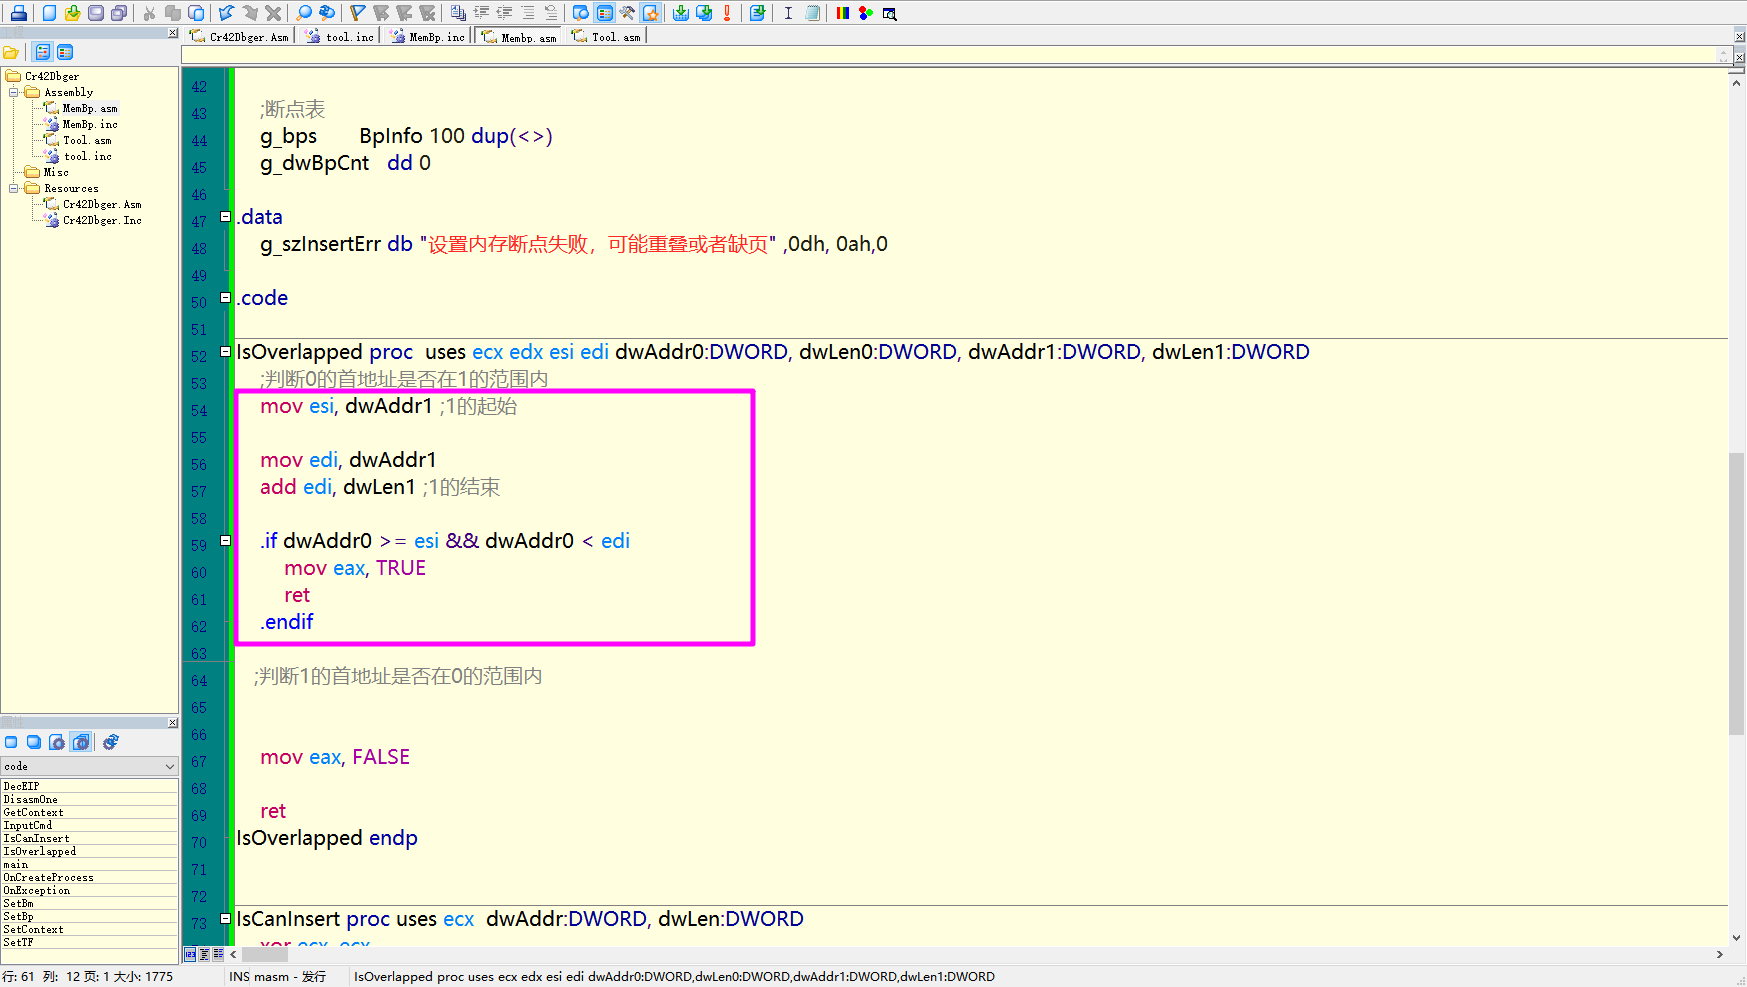 Cr42Dbger.Asm
tool.inc
MemBp.inc
Membp.asm
Tool.asm
Cr42Dbger
Assembly
MemBp.asm
MemBp.inc
Tool.asm
tool.inc
Misc
Resources
Cr42Dbger.Asm
Cr42Dbger.Inc
code
DecEIP
DisasmOne
GetContext
InputCmd
IsCanInsert
IsOverlapped
main
OnCreateProcess
OnException
SetBm
SetBp
SetContext
SetTF
42
43 ;断点表
44 g_bps BpInfo 100 dup(<>)
45 g_dwBpCnt dd 0
46
47 .data
48 g_szInsertErr db "设置内存断点失败，可能重叠或者缺页" ,0dh, 0ah,0
49
50 .code
51
52 IsOverlapped proc uses ecx edx esi edi dwAddr0:DWORD, dwLen0:DWORD, dwAddr1:DWORD, dwLen1:DWORD
53 ;判断0的首地址是否在1的范围内
54 mov esi, dwAddr1 ;1的起始
55
56 mov edi, dwAddr1
57 add edi, dwLen1 ;1的结束
58
59 .if dwAddr0 >= esi && dwAddr0 < edi
60 mov eax, TRUE
61 ret
62 .endif
63
64 ;判断1的首地址是否在0的范围内
65
66
67 mov eax, FALSE
68
69 ret
70 IsOverlapped endp
71
72
73 IsCanInsert proc uses ecx dwAddr:DWORD, dwLen:DWORD
xor ecx, ecx
行: 61 列: 12 页: 1 大小: 1775
INS masm - 发行
IsOverlapped proc uses ecx edx esi edi dwAddr0:DWORD,dwLen0:DWORD,dwAddr1:DWORD,dwLen1:DWORD